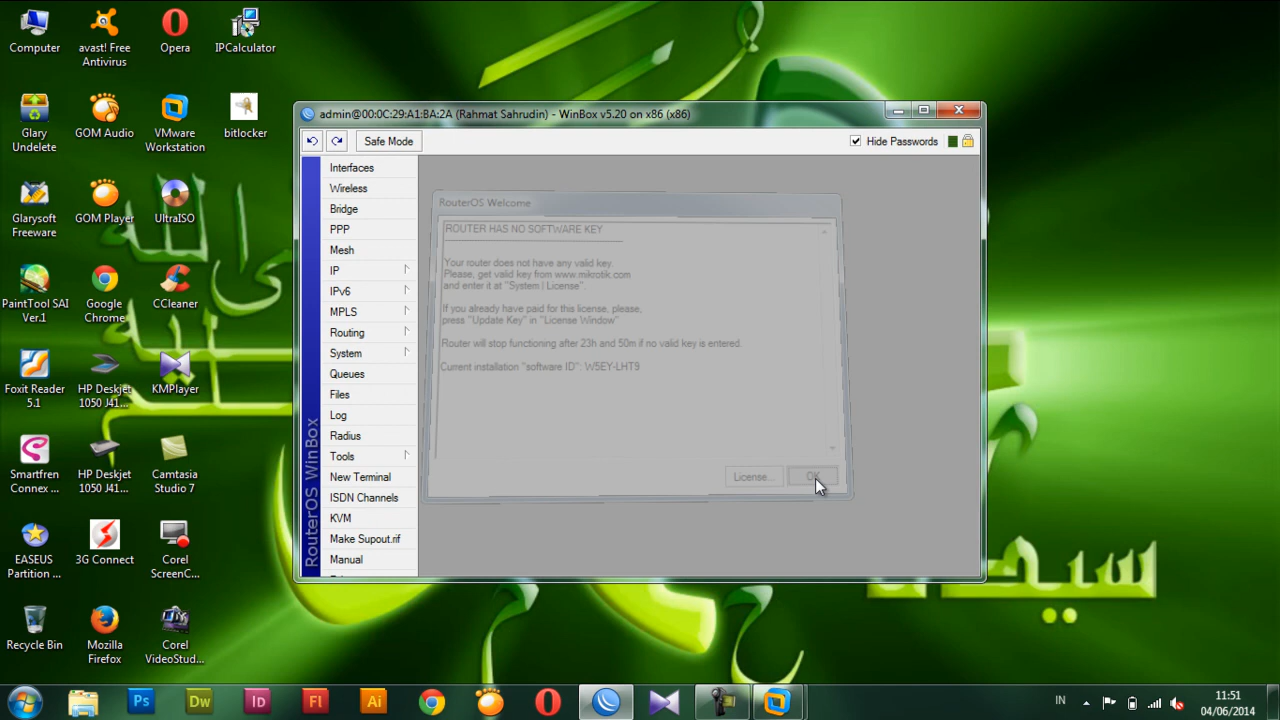 Computer
avast! Free
Antivirus
Opera
IPCalculator
Glary
Undelete
GOM Audio
VMware
Workstation
bitlocker
Glarysoft
Freeware
GOM Player
UltraISO
PaintTool SAI
Ver.1
Google
Chrome
CCleaner
Foxit Reader
5.1
HP Deskjet
1050 J41...
KMPlayer
Smartfren
Connex ...
HP Deskjet
1050 J41...
Camtasia
Studio 7
EASEUS
Partition ...
3G Connect
Corel
ScreenC...
Recycle Bin
Mozilla
Firefox
Corel
VideoStud...
admin@00:0C:29:A1:BA:2A (Rahmat Sahrudin) - WinBox v5.20 on x86 (x86)
Safe Mode
Hide Passwords
Interfaces
Wireless
Bridge
PPP
Mesh
IP
IPv6
MPLS
Routing
System
Queues
Files
Log
Radius
Tools
New Terminal
ISDN Channels
KVM
Make Supout.rif
Manual
RouterOS WinBox
RouterOS Welcome
ROUTER HAS NO SOFTWARE KEY
Your router does not have any valid key.
Please, get valid key from www.mikrotik.com
and enter it at "System | License".
If you already have paid for this license, please,
press "Update Key" in "License Window"
Router will stop functioning after 23h and 50m if no valid key is entered.
Current installation "software ID": W5EY-LHT9
License...
OK
Ps
Dw
Id
Fl
Ai
IN
11:51
04/06/2014